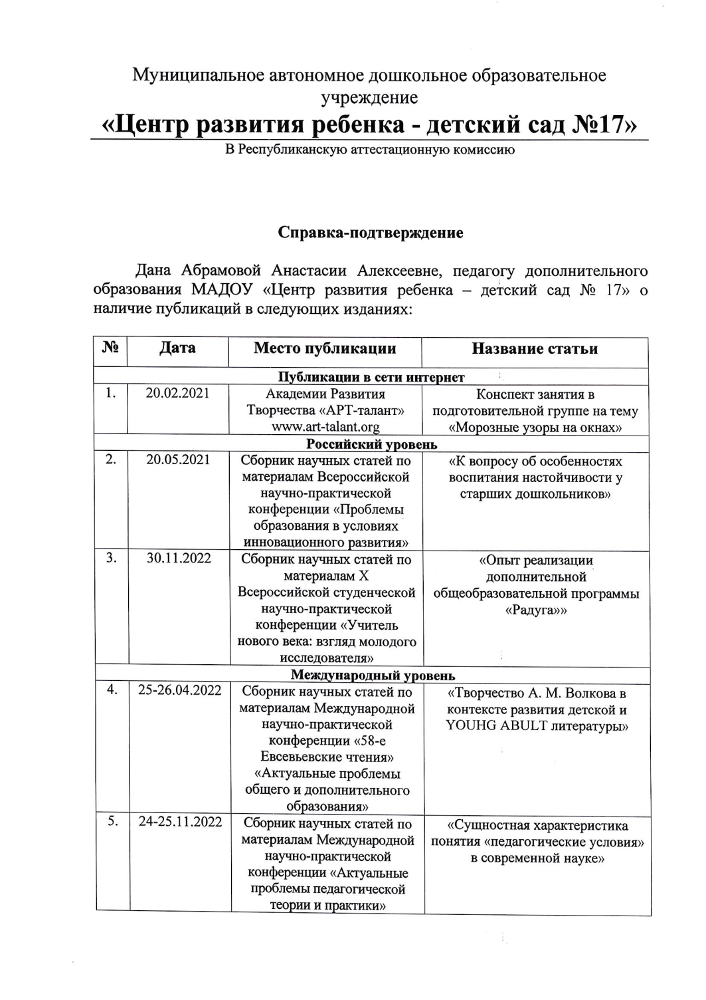 Муниципальное автономное дошкольное образовательное
учреждение
«Центр развития ребенка - детский сад №17»
В Республиканскую аттестационную комиссию
Справка-подтверждение
Дана Абрамовой Анастасии Алексеевне, педагогу дополнительного
образования МАДОУ «Центр развития ребенка – детский сад № 17» о
наличие публикаций в следующих изданиях:
№ Дата Место публикации Название статьи
Публикации в сети интернет
1. 20.02.2021 Академии Развития Конспект занятия в
Творчества «АРТ-талант» подготовительной группе на тему
www.art-talant.org «Морозные узоры на окнах»
Российский уровень
2. 20.05.2021 Сборник научных статей по «К вопросу об особенностях
материалам Всероссийской воспитания настойчивости у
научно-практической старших дошкольников»
конференции «Проблемы
образования в условиях
инновационного развития»
3. 30.11.2022 Сборник научных статей по «Опыт реализации
материалам X дополнительной
Всероссийской студенческой общеобразовательной программы
научно-практической «Радуга»»
конференции «Учитель
нового века: взгляд молодого
исследователя»
Международный уровень
4. 25-26.04.2022 Сборник научных статей по «Творчество А. М. Волкова в
материалам Международной контексте развития детской и
научно-практической YOUHG ABULT литературы»
конференции «58-е
Евсевьевские чтения»
«Актуальные проблемы
общего и дополнительного
образования»
5. 24-25.11.2022 Сборник научных статей по «Сущностная характеристика
материалам Международной понятия «педагогические условия»
научно-практической в современной науке»
конференции «Актуальные
проблемы педагогической
теории и практики»